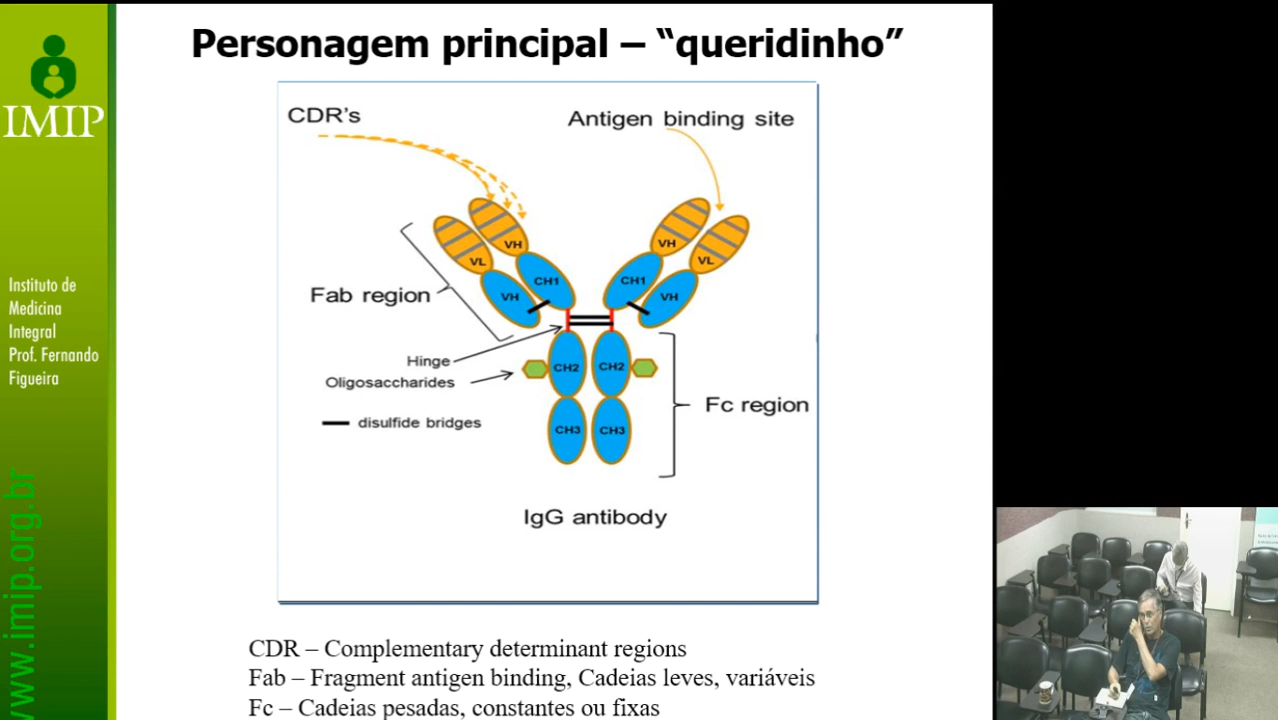 Personagem principal – “queridinho”
IMIP
Instituto de
Medicina
Integral
Prof. Fernando
Figueira
www.imip.org.br
CDR's
Antigen binding site
VH
VH
VL
VL
CH1
CH1
VH
VH
Fab region
Hinge
Oligosaccharides
CH2
CH2
disulfide bridges
Fc region
CH3
CH3
IgG antibody
CDR – Complementary determinant regions
Fab – Fragment antigen binding, Cadeias leves, variáveis
Fc – Cadeias pesadas, constantes ou fixas